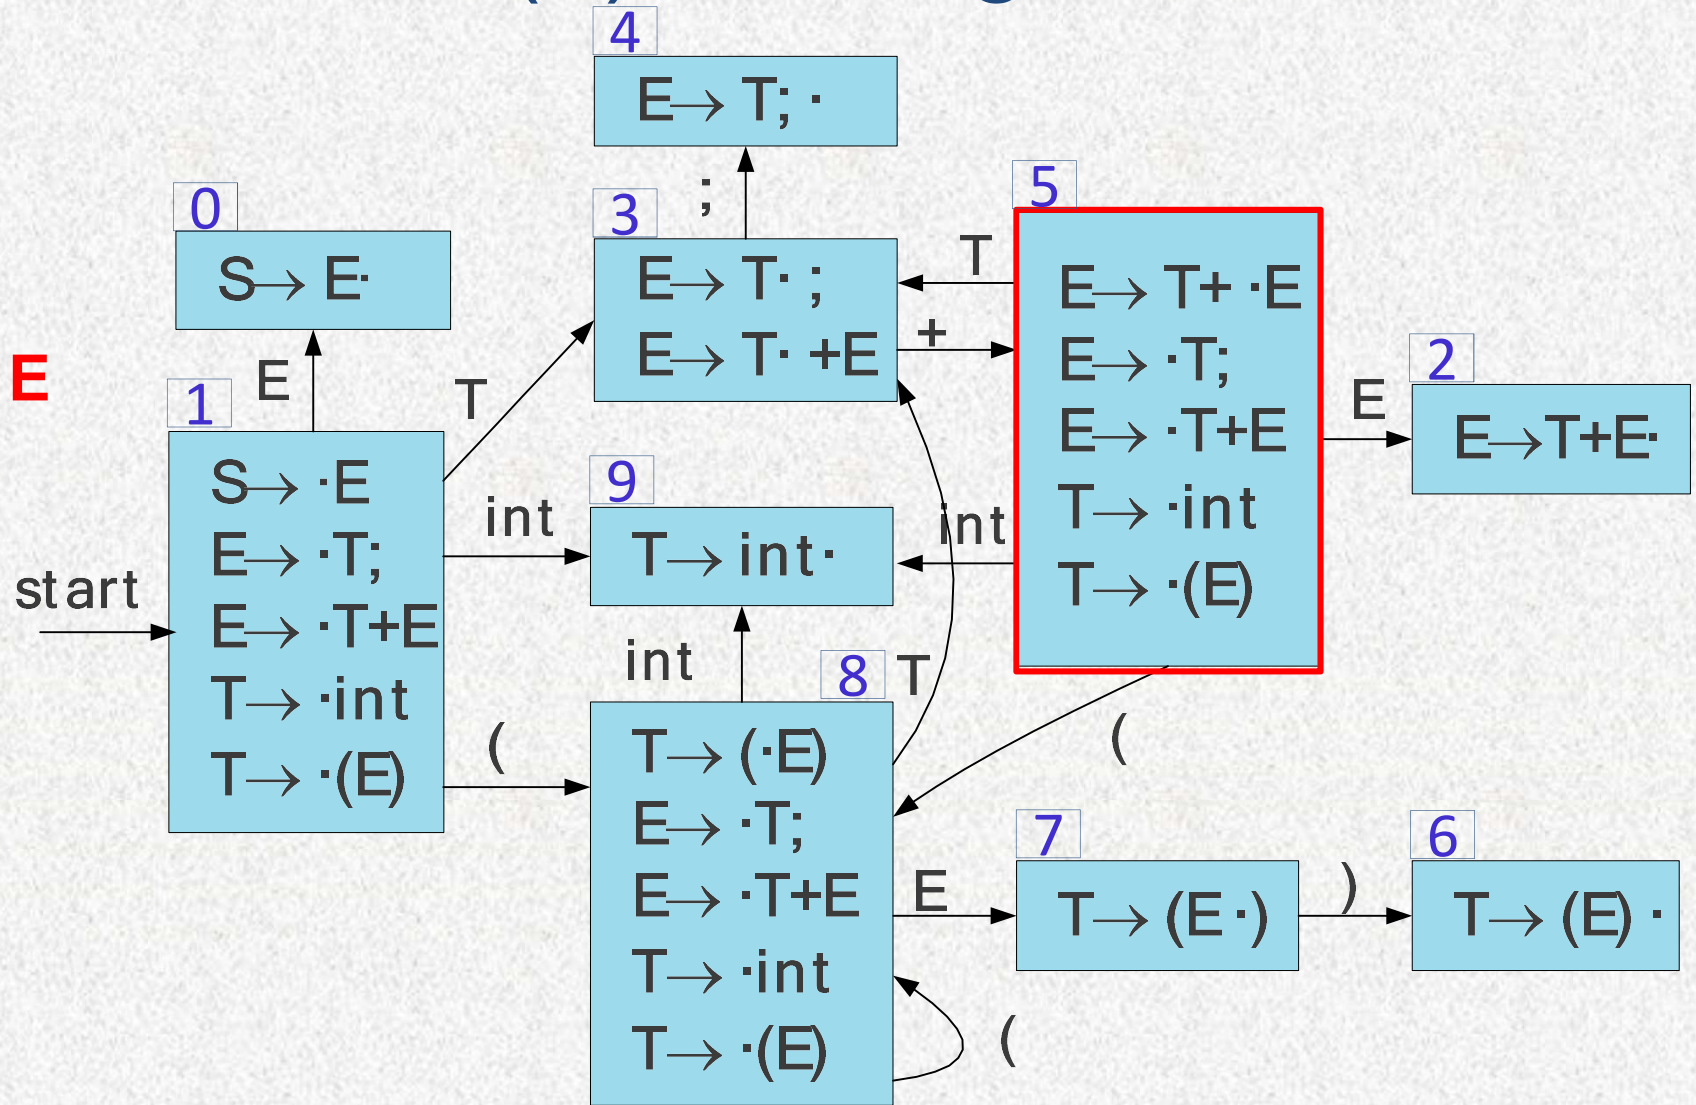 4
E→ T; ·
;
0
S→ E·
3
E→ T· ;
E→ T· +E
T
+
5
E→ T+ ·E
E→ ·T;
E→ ·T+E
T→ ·int
T→ ·(E)
E
2
E→T+E·
E
E
T
1
S→ ·E
E→ ·T;
E→ ·T+E
T→ ·int
T→ ·(E)
start
int
9
T→ int·
int
int
(
8
T
T→ (·E)
E→ ·T;
E→ ·T+E
T→ ·int
T→ ·(E)
(
E
7
T→ (E·)
)
6
T→ (E) ·
(